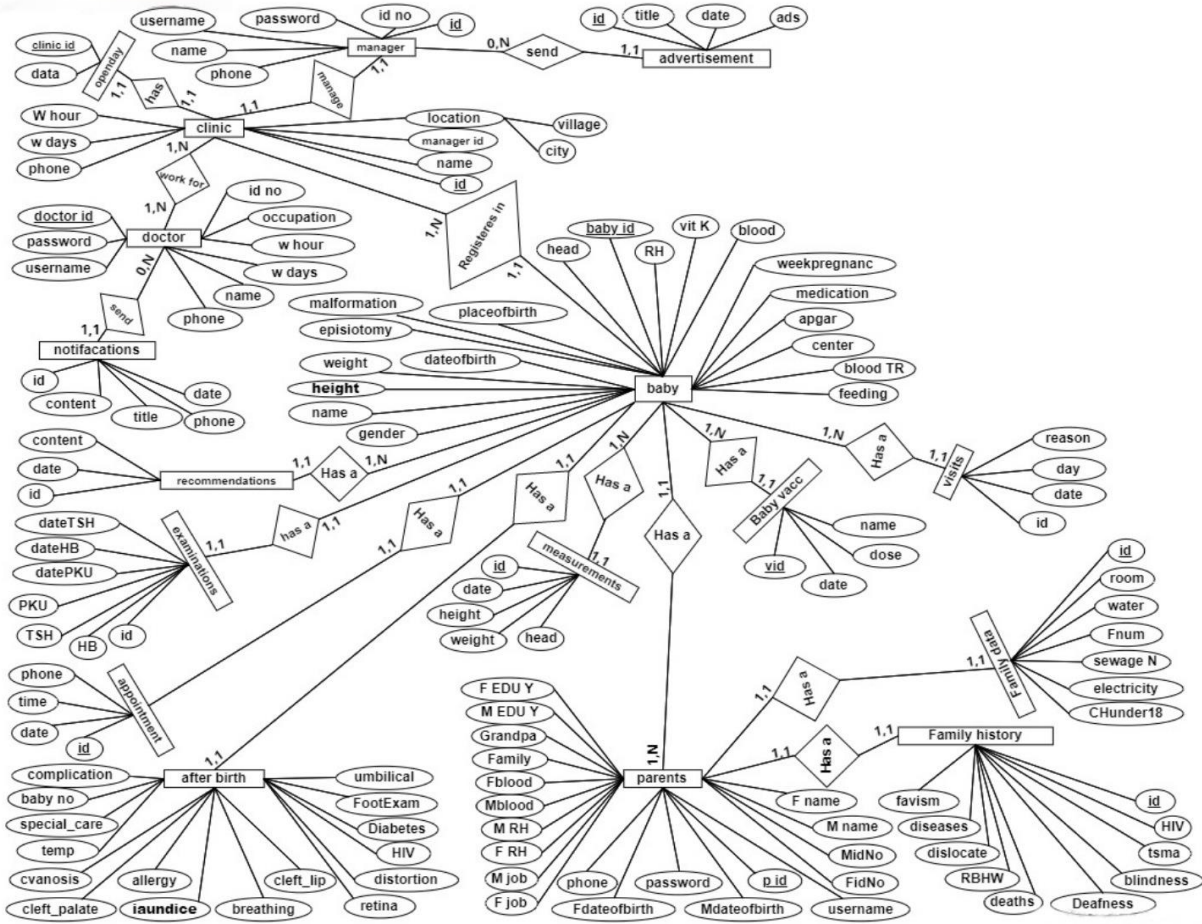 username
password
id no
id
name
phone
manager
1,1
0,N
send
1,1
advertisement
id
title
date
ads
clinic id
data
openday
1,1
has
1,1
manage
1,1
W hour
w days
phone
clinic
location
village
city
manager id
name
id
1,N
work for
1,N
doctor id
password
username
doctor
id no
occupation
w hour
w days
name
phone
0,N
send
1,1
notifacations
id
content
title
date
phone
1,N
Registeres in
1,1
head
baby id
RH
vit K
blood
weekpregnanc
medication
apgar
center
blood TR
feeding
malformation
episiotomy
placeofbirth
dateofbirth
weight
height
name
gender
baby
content
date
id
recommendations
1,1
Has a
1,N
dateTSH
dateHB
datePKU
PKU
TSH
HB
id
examinations
1,1
has a
1,1
phone
time
date
id
appointment
1,1
Has a
1,1
1,1
Has a
1,1
1,N
Has a
1,1
measurements
id
date
height
weight
head
1,1
Has a
1,N
1,N
Has a
1,1
Baby vacc
name
dose
date
vid
1,N
Has a
1,1
visits
reason
day
date
id
complication
baby no
special_care
temp
cvanosis
cleft_palate
allergy
iaundice
breathing
cleft_lip
retina
distortion
HIV
Diabetes
FootExam
umbilical
after birth
F EDU Y
M EDU Y
Grandpa
Family
Fblood
Mblood
M RH
F RH
M job
F job
parents
phone
Fdateofbirth
password
Mdateofbirth
p id
username
FidNo
MidNo
M name
F name
1,1
Has a
1,1
Family data
id
room
water
Fnum
sewage N
electricity
CHunder18
1,1
Has a
1,1
Family history
favism
diseases
dislocate
RBHW
deaths
Deafness
blindness
tsma
HIV
id